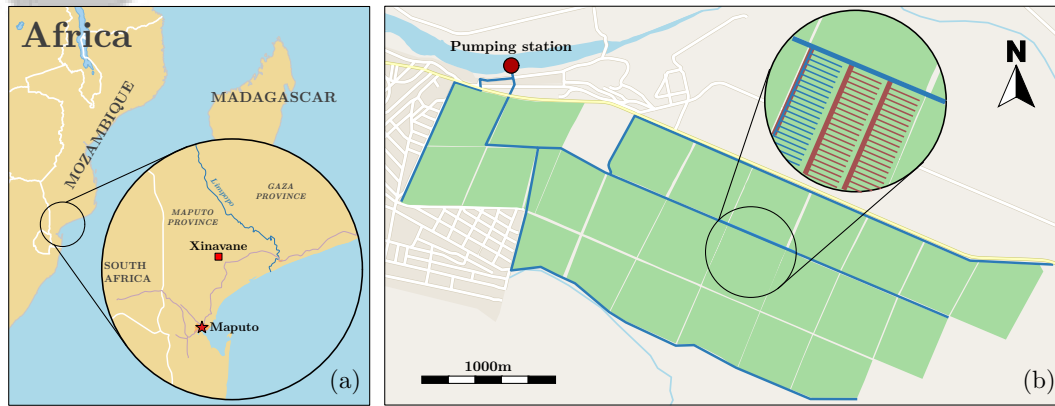 Africa
MADAGASCAR
MOZAMBIQUE
Limpopo
GAZA
PROVINCE
MAPUTO
PROVINCE
Xinavane
SOUTH
AFRICA
Maputo
(a)
Pumping station
N
1000m
(b)